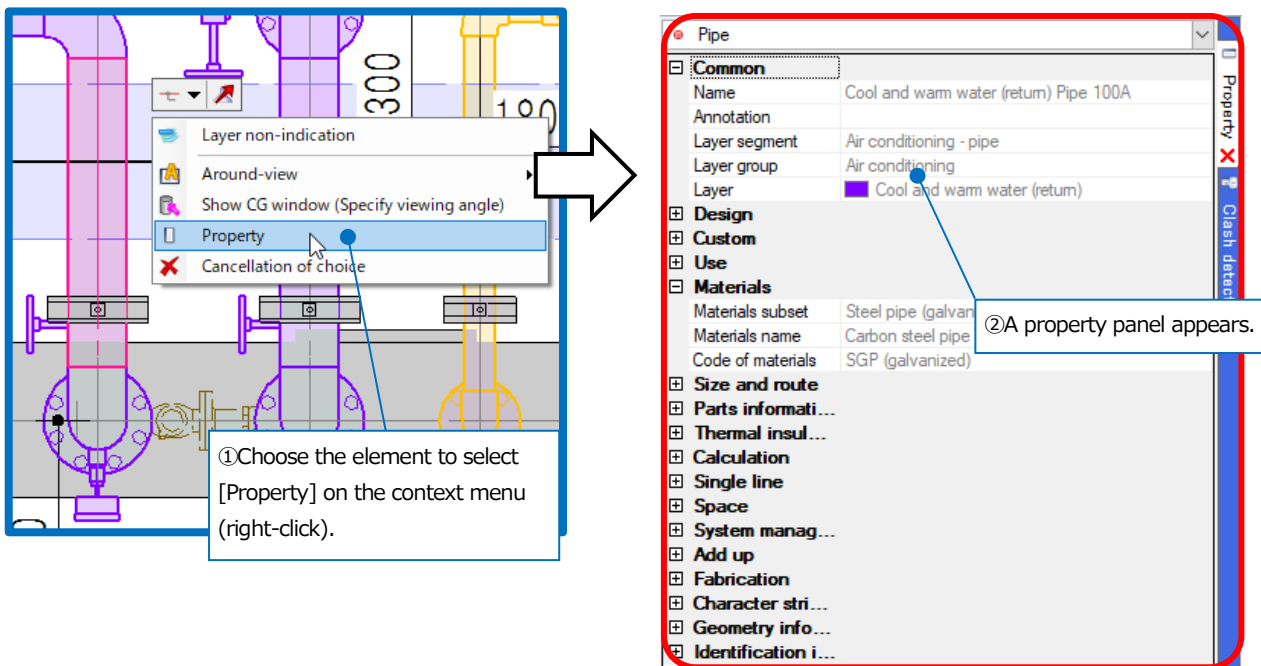 300
190
Layer non-indication
Around-view
Show CG window (Specify viewing angle)
Property
Cancellation of choice
①Choose the element to select
[Property] on the context menu
(right-click).
Pipe
Common
Name Cool and warm water (return) Pipe 100A
Annotation
Layer segment Air conditioning - pipe
Layer group Air conditioning
Layer Cool and warm water (return)
Design
Custom
Use
Materials
Materials subset Steel pipe (galvan
Materials name Carbon steel pipe
Code of materials SGP (galvanized)
Size and route
Parts informati...
Thermal insul...
Calculation
Single line
Space
System manag...
Add up
Fabrication
Character stri...
Geometry info...
Identification i...
Property
Clash detect
②A property panel appears.